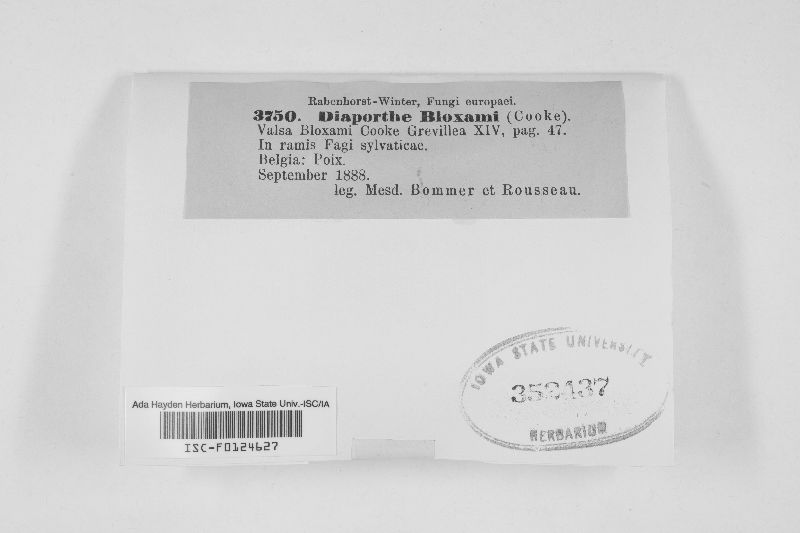 Rabenhorst-Winter, Fungi europaei.
3750. Diaporthe Bloxami (Cooke).
Valsa Bloxami Cooke Grevillea XIV, pag. 47.
In ramis Fagi sylvaticae.
Belgia: Poix.
September 1888.
leg. Mesd. Bommer et Rousseau.
IOWA STATE UNIVERSITY
HERBARIUM
Ada Hayden Herbarium, Iowa State Univ.-ISC/IA
ISC-F0124627